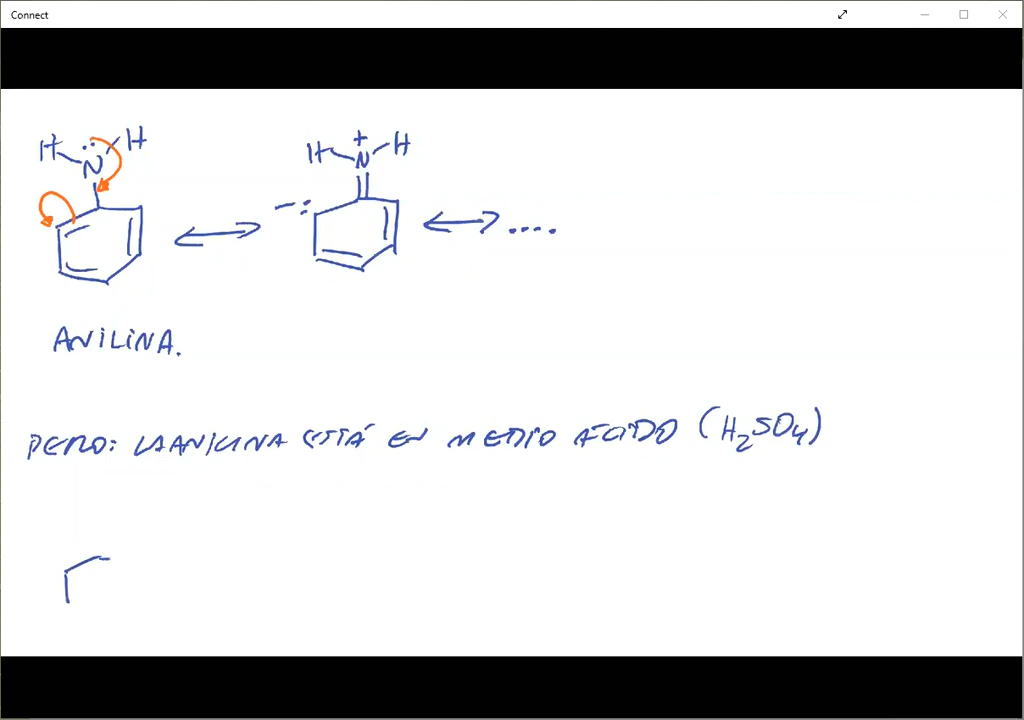 Connect
H N H
H N + H
- :
....
ANILINA.
PERO: LA ANILINA ESTÁ EN MEDIO ÁCIDO (H₂SO₄)